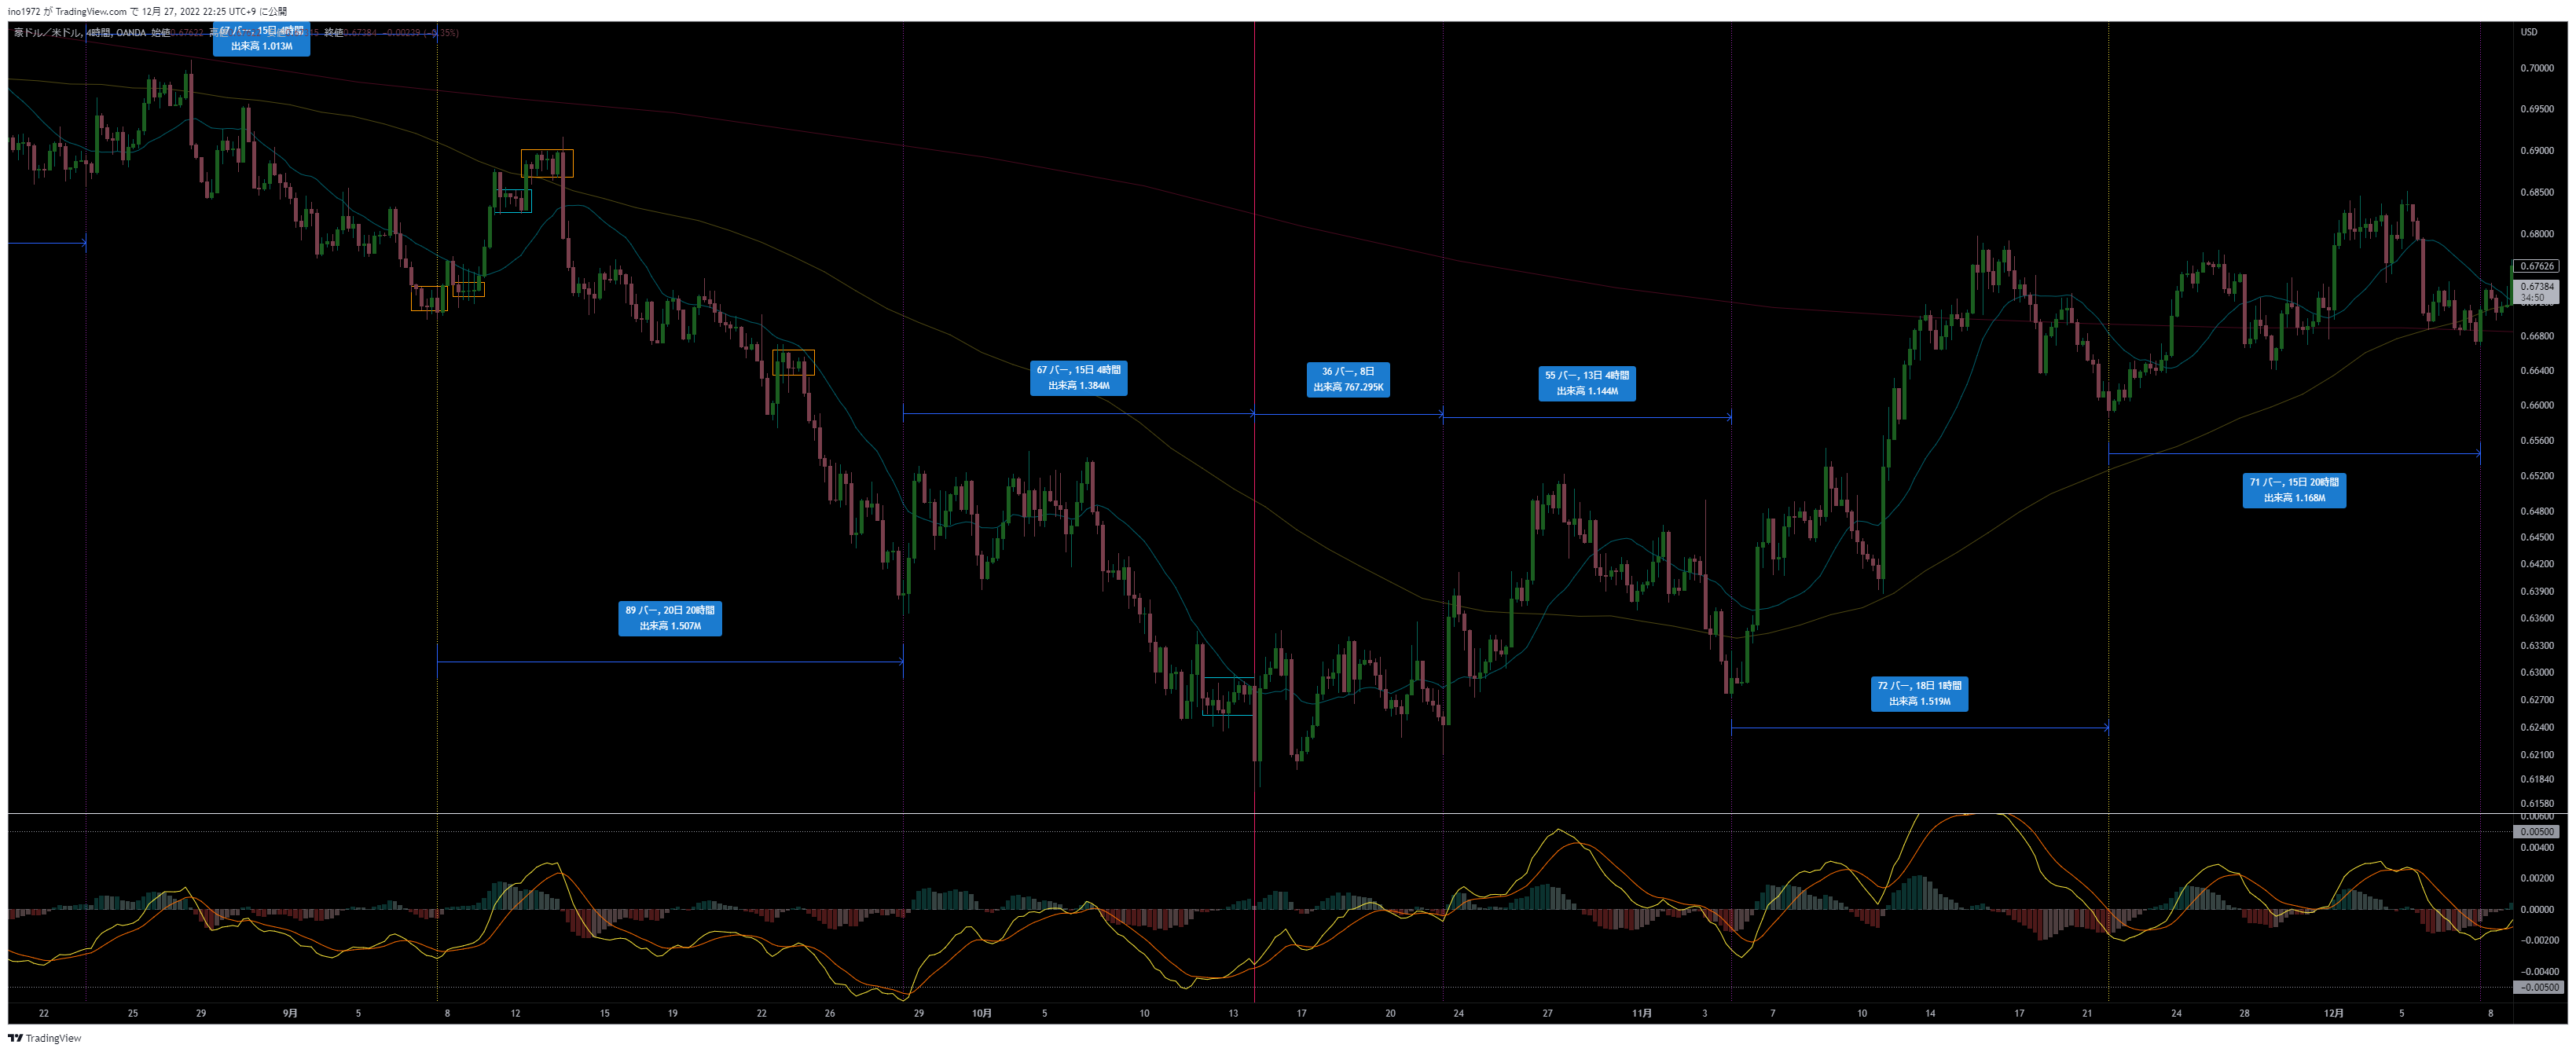 ino1972 が TradingView.com で 12月 27, 2022 22:25 UTC+9 に公開
豪ドル／米ドル, 4時間, OANDA 始値0.67622 高値 終値0.67384 −0.00239 (−0.35%)
67 バー, 15日 4時間
出来高 1.013M
USD
0.70000
0.69500
0.69000
0.68500
0.68000
0.67626
0.67384
34:50
0.66800
0.66400
0.66000
0.65600
0.65200
0.64800
0.64500
0.64200
0.63900
0.63600
0.63300
0.63000
0.62700
0.62400
0.62100
0.61840
0.61580
67 バー, 15日 4時間
出来高 1.384M
36 バー, 8日
出来高 767.295K
55 バー, 13日 4時間
出来高 1.144M
71 バー, 15日 20時間
出来高 1.168M
89 バー, 20日 20時間
出来高 1.507M
72 バー, 18日 1時間
出来高 1.519M
0.00600
0.00500
0.00400
0.00200
0.00000
−0.00200
−0.00400
−0.00500
22 25 29 9月 5 8 12 15 19 22 26 29 10月 5 10 13 17 20 24 27 11月 3 7 10 14 17 21 24 28 12月 5 8
TradingView